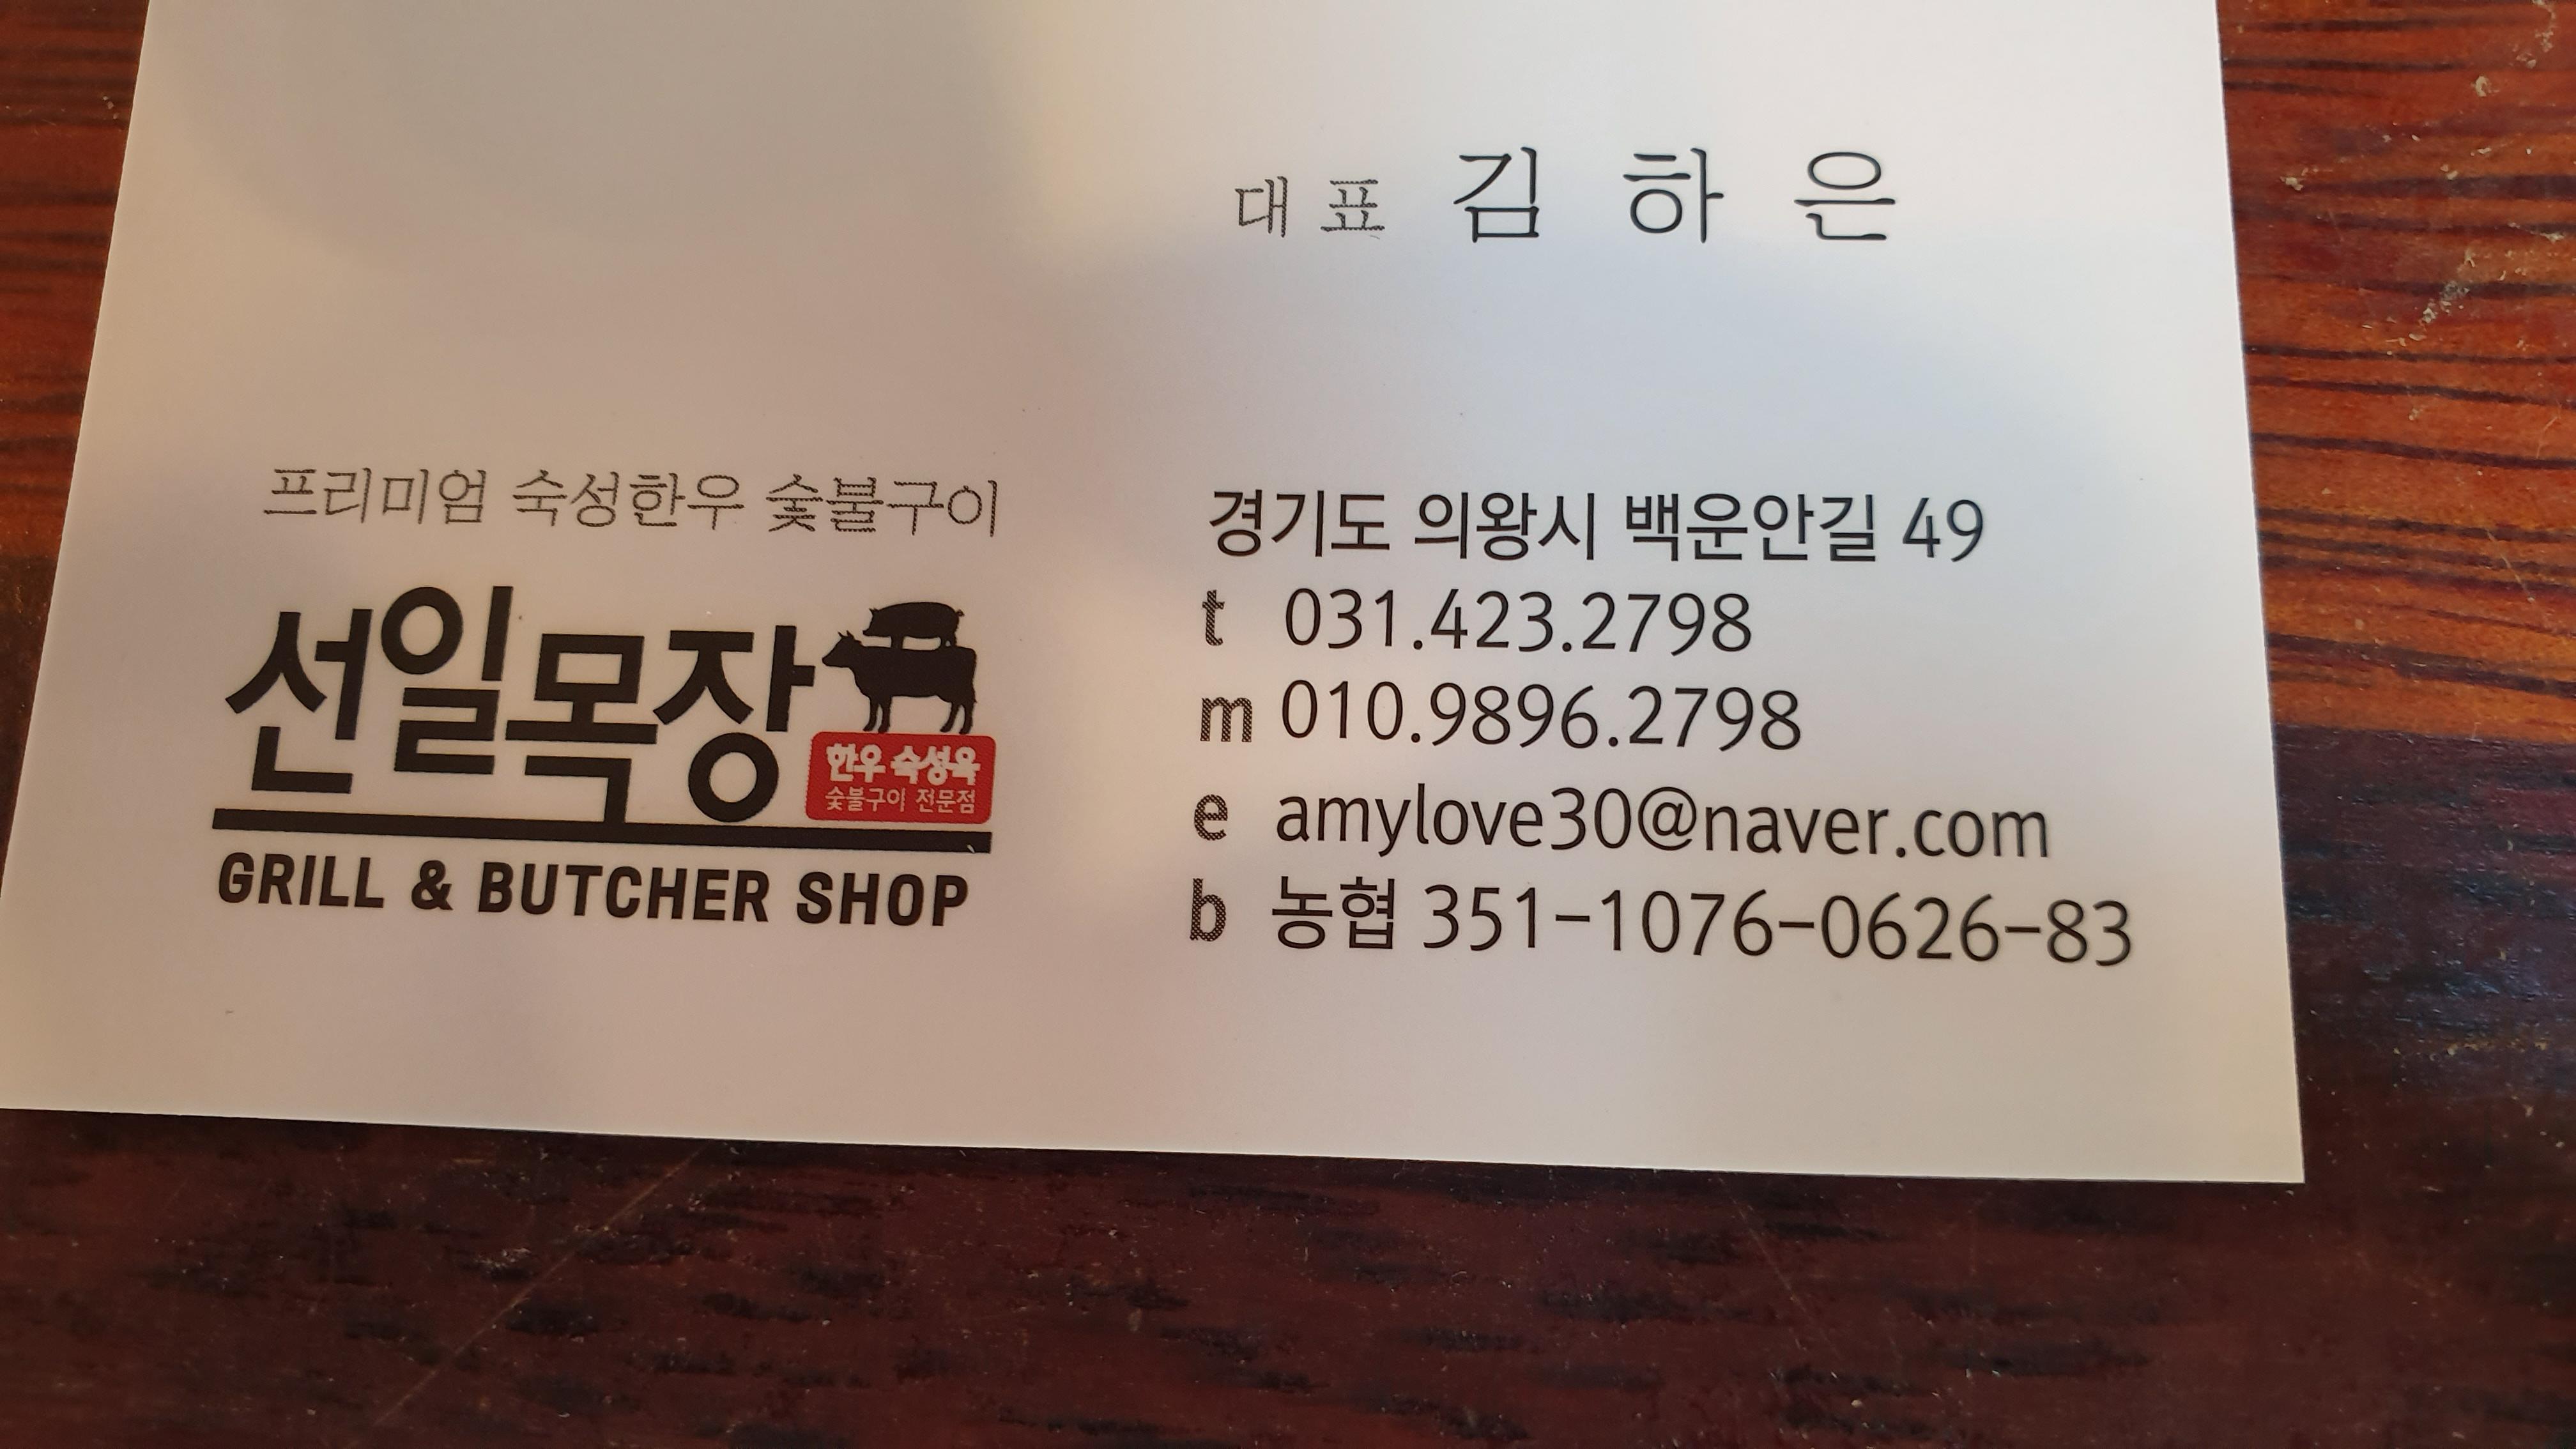 대표 김하은
프리미엄 숙성한우 숯불구이
선일목장
한우 숙성육
숯불구이 전문점
GRILL & BUTCHER SHOP
경기도 의왕시 백운안길 49
t 031.423.2798
m 010.9896.2798
e amylove30@naver.com
b 농협 351-1076-0626-83